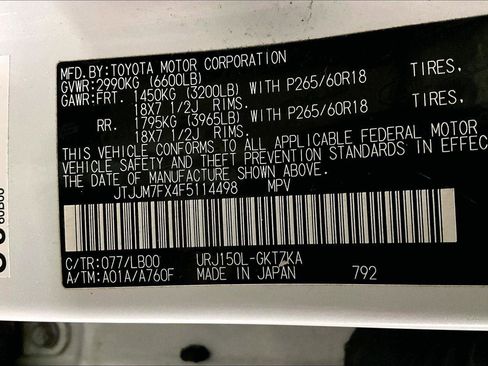 MFD.BY:TOYOTA MOTOR CORPORATION
GVWR:2990KG (6600LB)
GAWR:FRT. 1450KG (3200LB) WITH P265/60R18 TIRES,
18X7 1/2J RIMS.
RR. 1795KG (3965LB) WITH P265/60R18 TIRES,
18X7 1/2J RIMS.
THIS VEHICLE CONFORMS TO ALL APPLICABLE FEDERAL MOTOR
VEHICLE SAFETY AND THEFT PREVENTION STANDARDS IN EFFEC
THE DATE OF MANUFACTURE SHOWN ABOVE.
JTJJM7FX4F5114498 MPV
C/TR:077/LB00 URJ150L-GKTZKA
A/TM:A01A/A760F MADE IN JAPAN 792
60B00